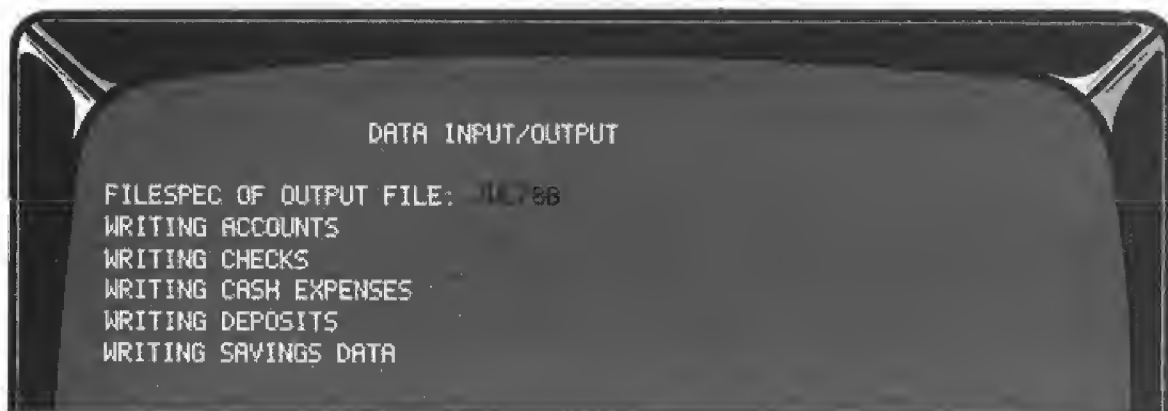 DATA INPUT/OUTPUT
FILESPEC OF OUTPUT FILE:
WRITING ACCOUNTS
WRITING CHECKS
WRITING CASH EXPENSES
WRITING DEPOSITS
WRITING SAVINGS DATA